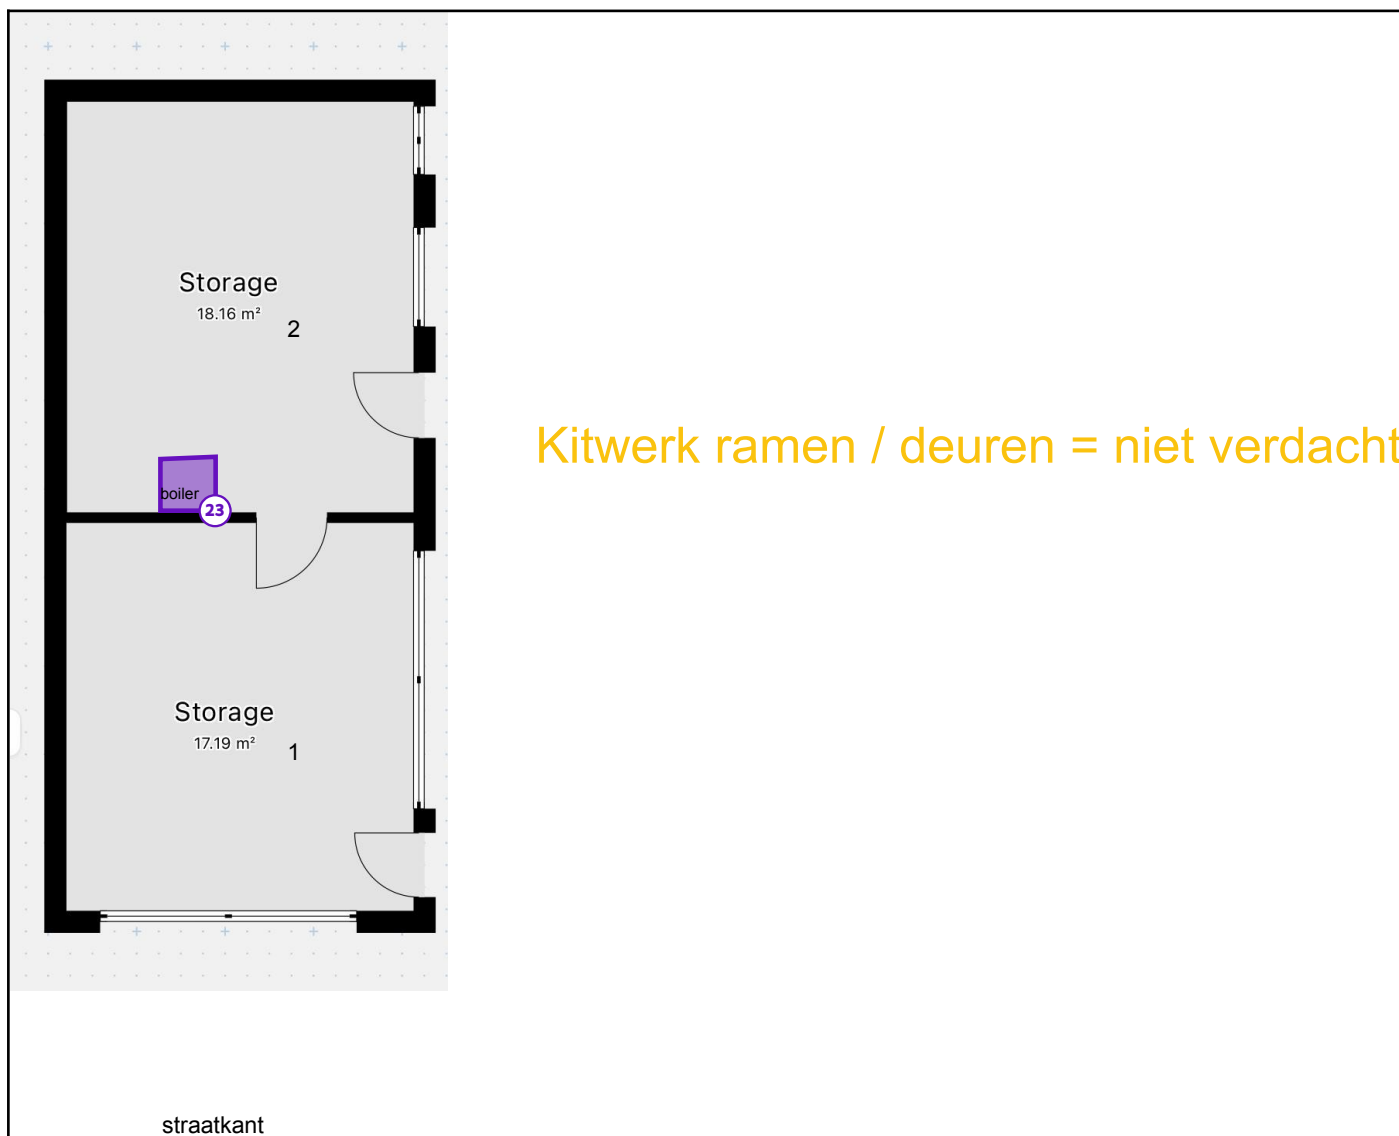 Storage
18.16 m²
2
Kitwerk ramen / deuren = niet verdacht
boiler
23
Storage
17.19 m²
1
straatkant